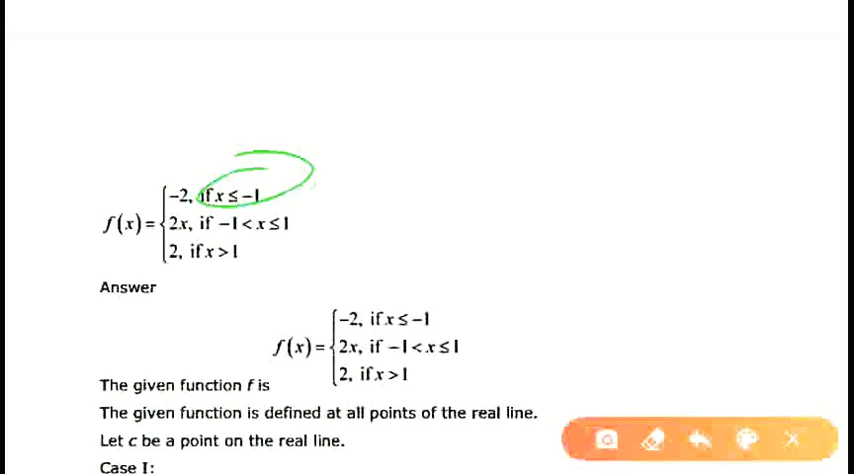 f(x) = { -2, if x ≤ -1
2x, if -1 < x ≤ 1
2, if x > 1
Answer
f(x) = { -2, if x ≤ -1
2x, if -1 < x ≤ 1
2, if x > 1
The given function f is
The given function is defined at all points of the real line.
Let c be a point on the real line.
Case I: